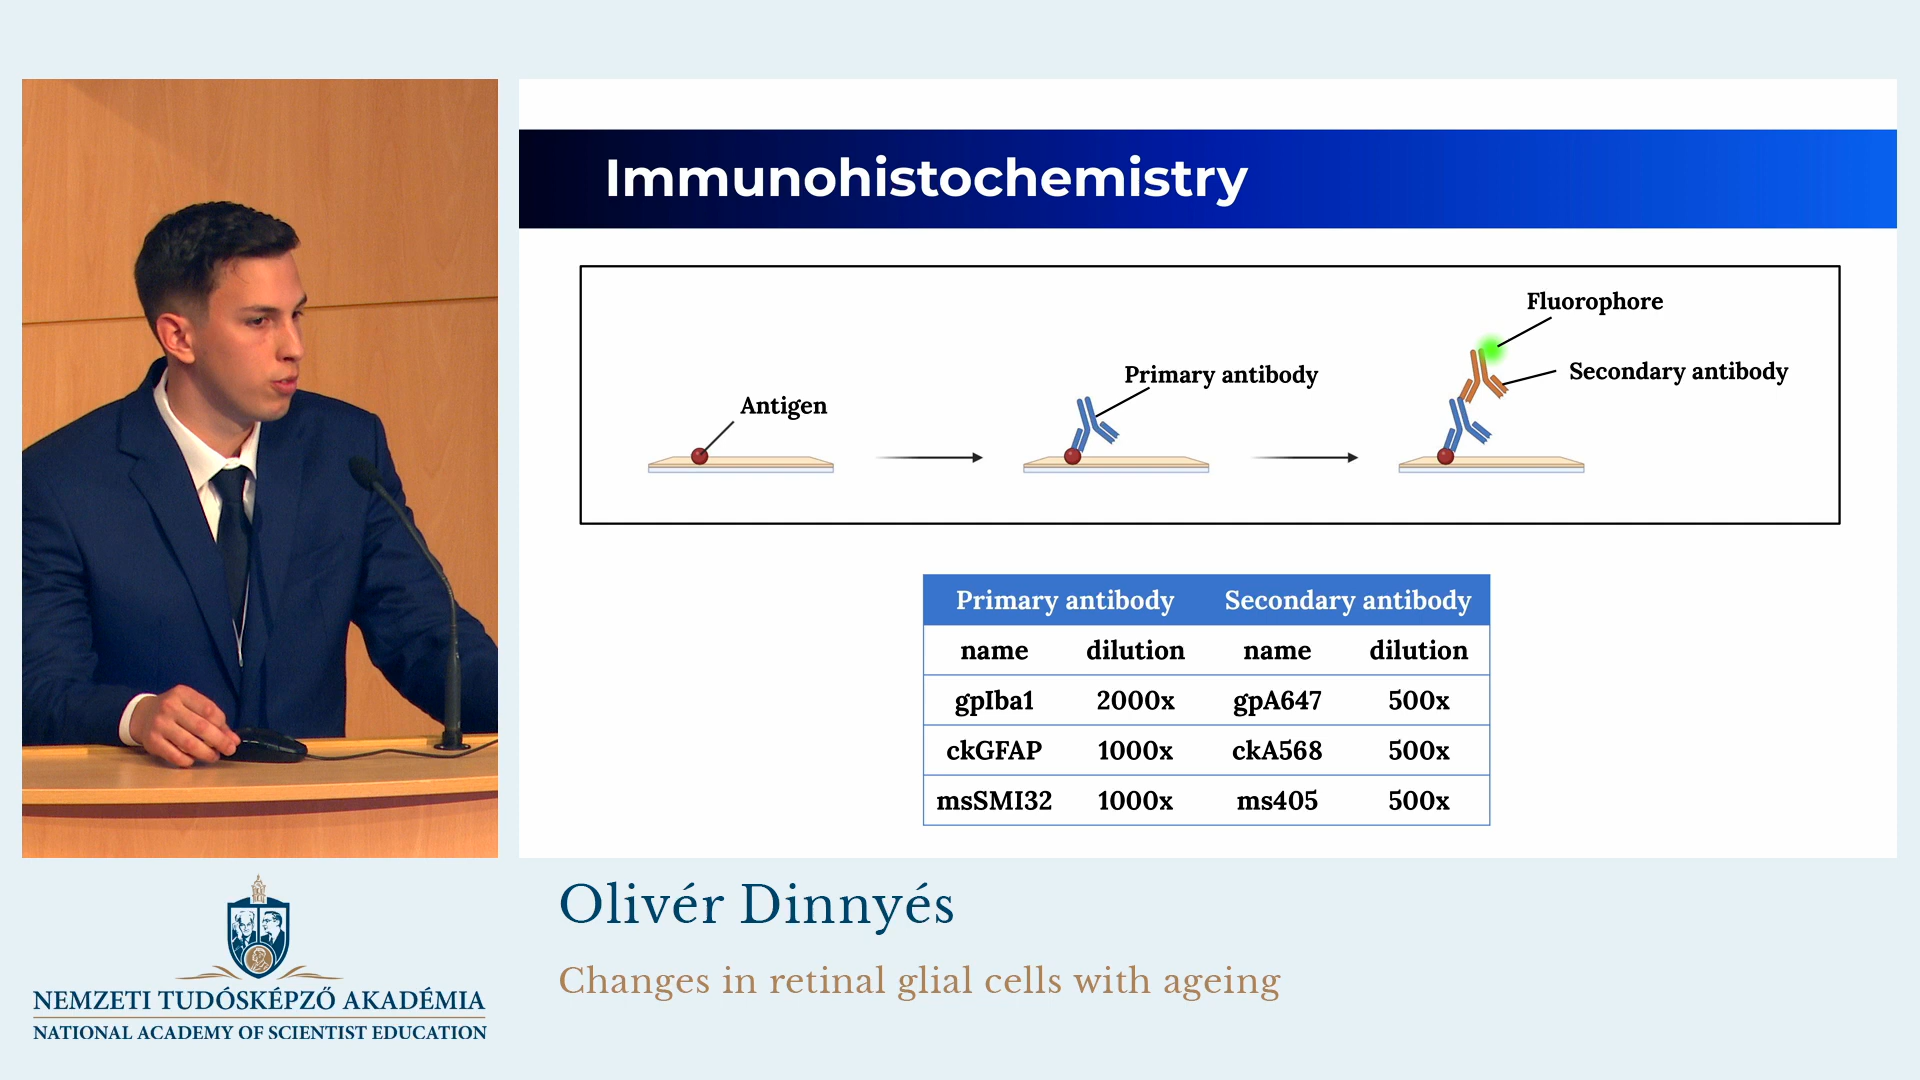 Immunohistochemistry
Fluorophore
Secondary antibody
Primary antibody
Antigen
Primary antibody Secondary antibody
name dilution name dilution
gpIba1 2000x gpA647 500x
ckGFAP 1000x ckA568 500x
msSMI32 1000x ms405 500x
Olivér Dinnyés
Changes in retinal glial cells with ageing
NEMZETI TUDÓSKÉPZŐ AKADÉMIA
NATIONAL ACADEMY OF SCIENTIST EDUCATION